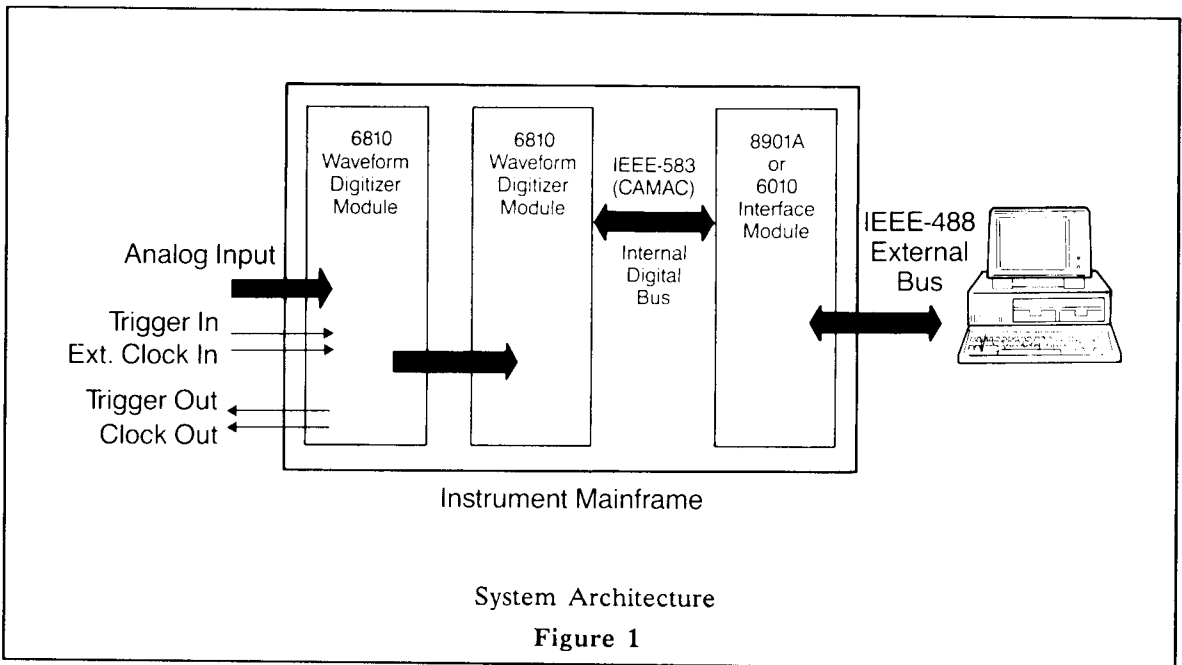 6810
Waveform
Digitizer
Module
6810
Waveform
Digitizer
Module
IEEE-583
(CAMAC)
Internal
Digital
Bus
8901A
or
6010
Interface
Module
IEEE-488
External
Bus
Analog Input
Trigger In
Ext. Clock In
Trigger Out
Clock Out
Instrument Mainframe
System Architecture
Figure 1